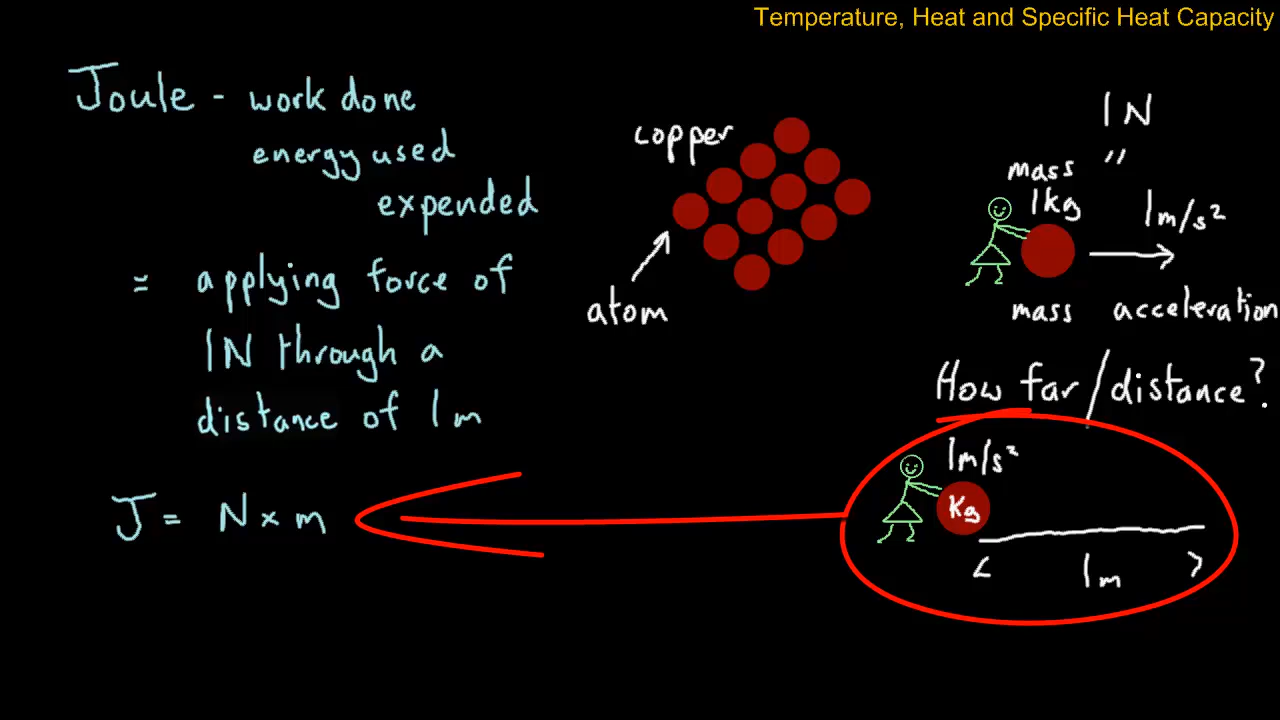 Temperature, Heat and Specific Heat Capacity
Joule - work done
energy used
expended
= applying force of
1N through a
distance of 1m
J = N × m
copper
atom
1N
"
mass
1kg
1m/s²
mass acceleration
How far/distance?
1m/s²
kg
< 1m >